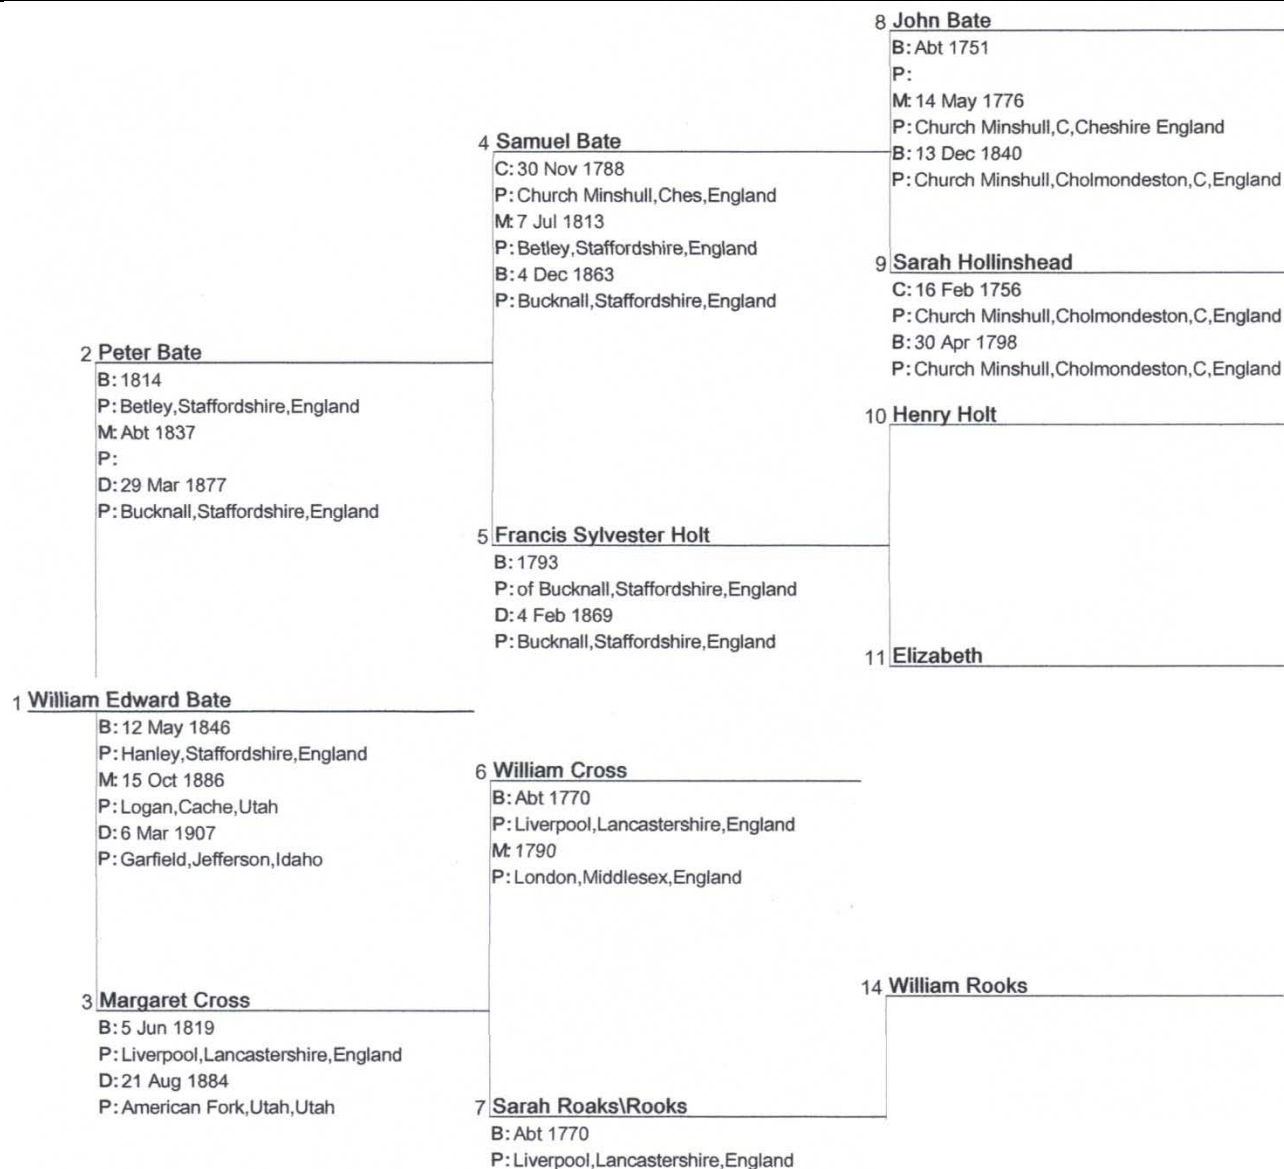 8 John Bate
B: Abt 1751
P:
M: 14 May 1776
P: Church Minshull,C,Cheshire England
B: 13 Dec 1840
P: Church Minshull,Cholmondeston,C,England
4 Samuel Bate
C: 30 Nov 1788
P: Church Minshull,Ches,England
M: 7 Jul 1813
P: Betley,Staffordshire,England
B: 4 Dec 1863
P: Bucknall,Staffordshire,England
9 Sarah Hollinshead
C: 16 Feb 1756
P: Church Minshull,Cholmondeston,C,England
B: 30 Apr 1798
P: Church Minshull,Cholmondeston,C,England
2 Peter Bate
B: 1814
P: Betley,Staffordshire,England
M: Abt 1837
P:
D: 29 Mar 1877
P: Bucknall,Staffordshire,England
10 Henry Holt
5 Francis Sylvester Holt
B: 1793
P: of Bucknall,Staffordshire,England
D: 4 Feb 1869
P: Bucknall,Staffordshire,England
11 Elizabeth
1 William Edward Bate
B: 12 May 1846
P: Hanley,Staffordshire,England
M: 15 Oct 1886
P: Logan,Cache,Utah
D: 6 Mar 1907
P: Garfield,Jefferson,Idaho
6 William Cross
B: Abt 1770
P: Liverpool,Lancastershire,England
M: 1790
P: London,Middlesex,England
3 Margaret Cross
B: 5 Jun 1819
P: Liverpool,Lancastershire,England
D: 21 Aug 1884
P: American Fork,Utah,Utah
14 William Rooks
7 Sarah Roaks\Rooks
B: Abt 1770
P: Liverpool,Lancastershire,England